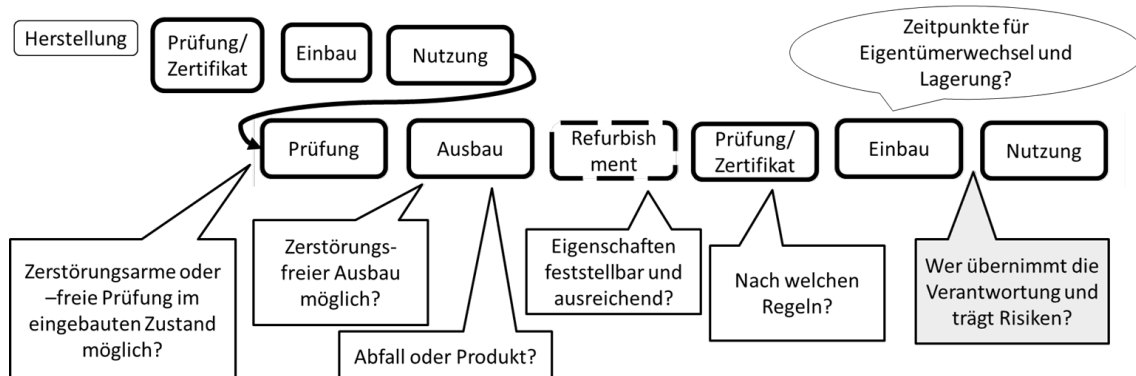 Herstellung
Prüfung/
Zertifikat
Einbau
Nutzung
Zeitpunkte für
Eigentümerwechsel und
Lagerung?
Prüfung
Ausbau
Refurbish
ment
Prüfung/
Zertifikat
Einbau
Nutzung
Zerstörungsarme oder
–freie Prüfung im
eingebauten Zustand
möglich?
Zerstörungs-
freier Ausbau
möglich?
Abfall oder Produkt?
Eigenschaften
feststellbar und
ausreichend?
Nach welchen
Regeln?
Wer übernimmt die
Verantwortung und
trägt Risiken?